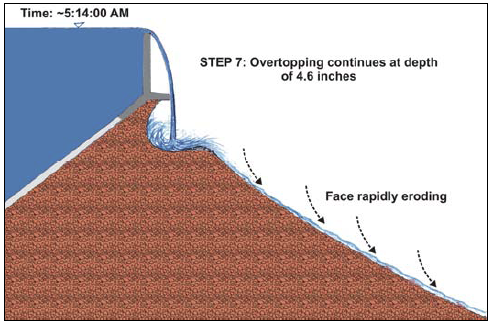 Time: ~5:14:00 AM
STEP 7: Overtopping continues at depth
of 4.6 inches
Face rapidly eroding